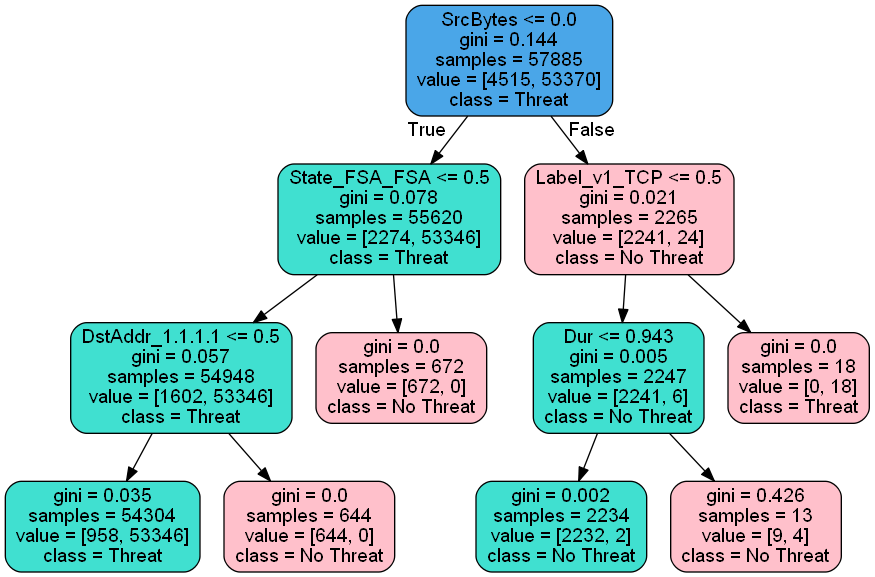 SrcBytes <= 0.0
gini = 0.144
samples = 57885
value = [4515, 53370]
class = Threat
True
False
State_FSA_FSA <= 0.5
gini = 0.078
samples = 55620
value = [2274, 53346]
class = Threat
Label_v1_TCP <= 0.5
gini = 0.021
samples = 2265
value = [2241, 24]
class = No Threat
DstAddr_1.1.1.1 <= 0.5
gini = 0.057
samples = 54948
value = [1602, 53346]
class = Threat
gini = 0.0
samples = 672
value = [672, 0]
class = No Threat
Dur <= 0.943
gini = 0.005
samples = 2247
value = [2241, 6]
class = No Threat
gini = 0.0
samples = 18
value = [0, 18]
class = Threat
gini = 0.035
samples = 54304
value = [958, 53346]
class = Threat
gini = 0.0
samples = 644
value = [644, 0]
class = No Threat
gini = 0.002
samples = 2234
value = [2232, 2]
class = No Threat
gini = 0.426
samples = 13
value = [9, 4]
class = No Threat